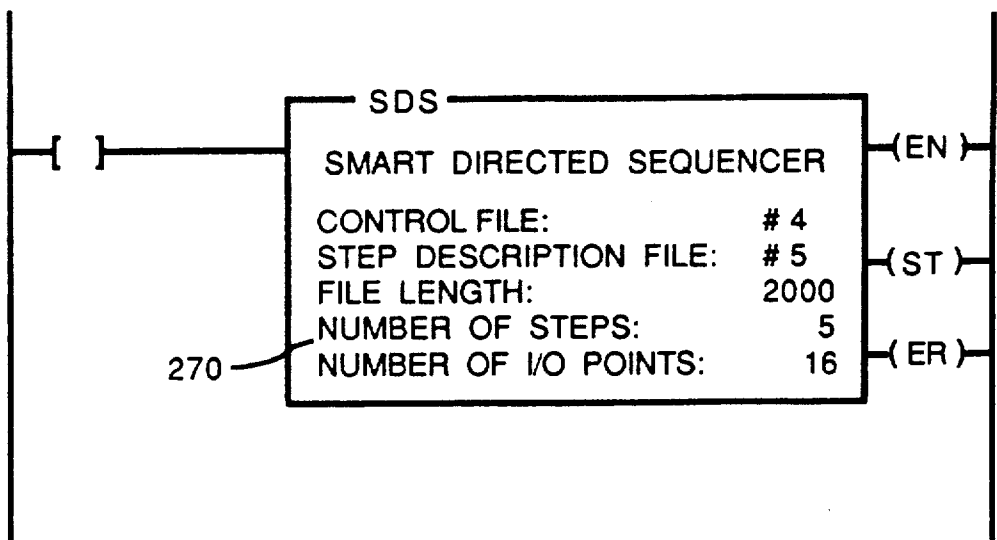 SDS
SMART DIRECTED SEQUENCER
CONTROL FILE: #4
STEP DESCRIPTION FILE: #5
FILE LENGTH: 2000
NUMBER OF STEPS: 5
NUMBER OF I/O POINTS: 16
(EN)
(ST)
(ER)
270